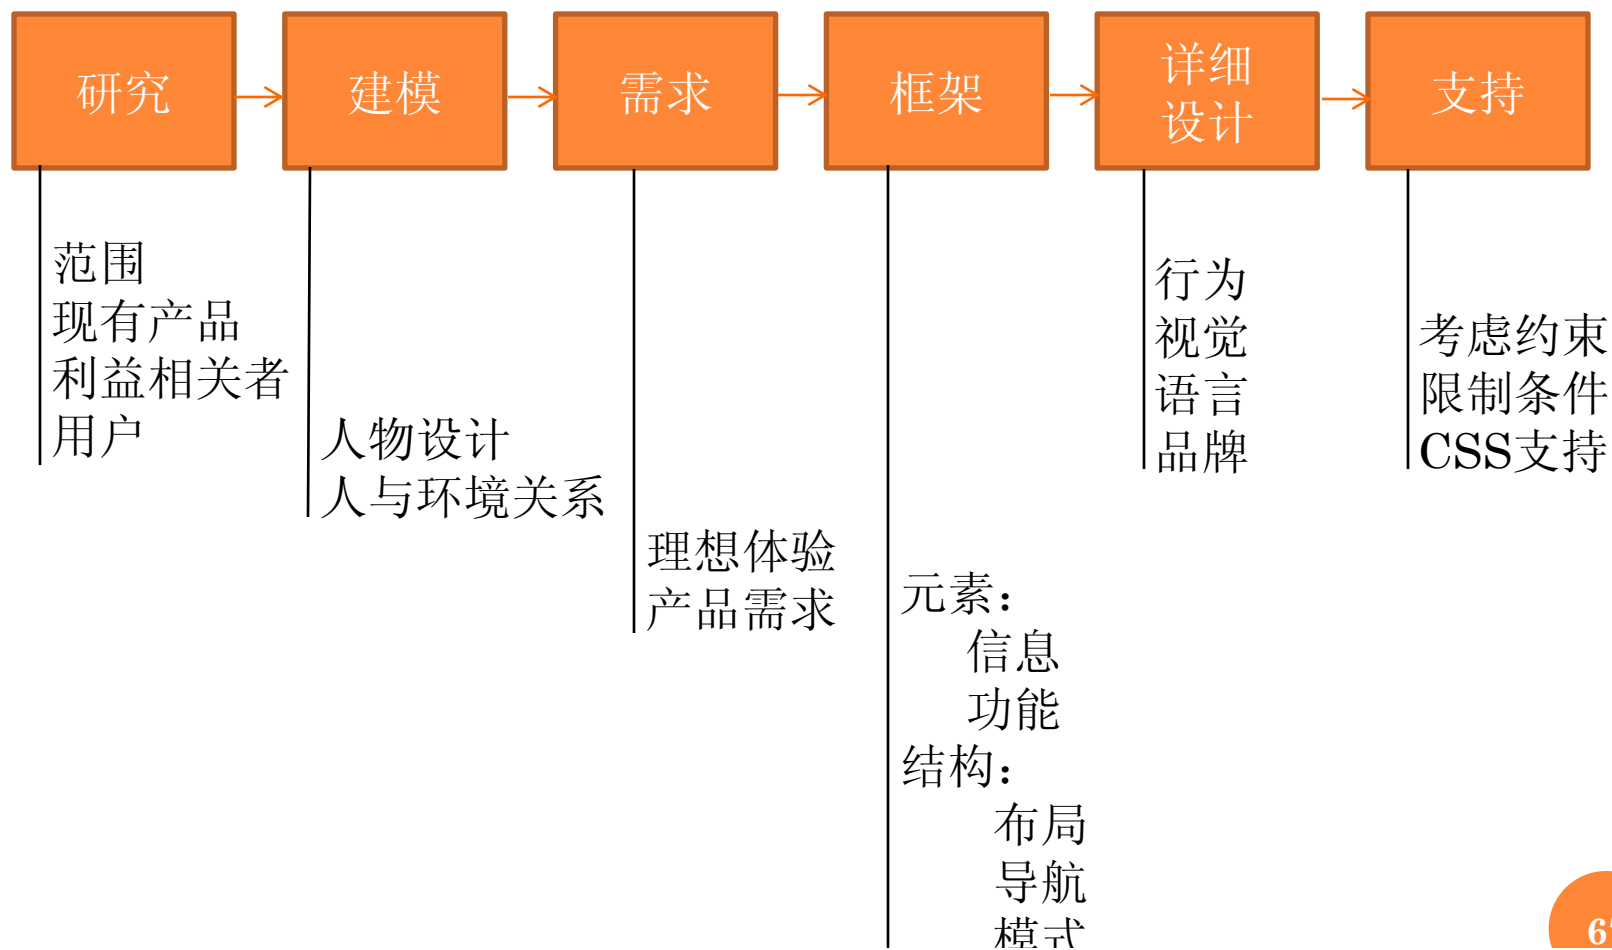 研究
建模
需求
框架
详细
设计
支持
范围
现有产品
利益相关者
用户
人物设计
人与环境关系
理想体验
产品需求
元素：
信息
功能
结构：
布局
导航
模式
行为
视觉
语言
品牌
考虑约束
限制条件
CSS支持